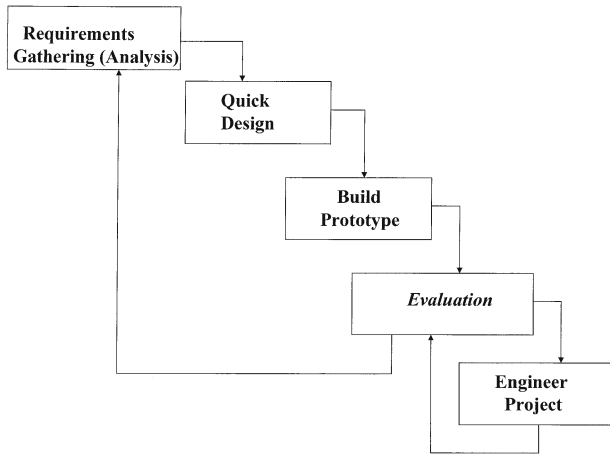 Requirements
Gathering (Analysis)
Quick
Design
Build
Prototype
Evaluation
Engineer
Project